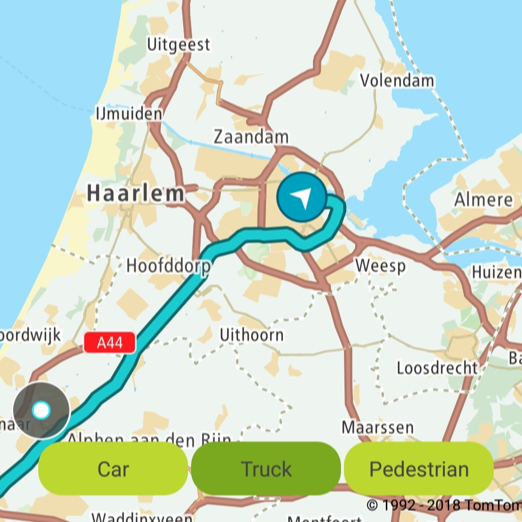 Uitgeest
Volendam
IJmuiden
Zaandam
Haarlem
Almere
Hoofddorp
Weesp
Huizen
oordwijk
A44
Uithoorn
Ba
Loosdrecht
naar
Alphen aan den Rijn
Maarssen
Car
Truck
Pedestrian
© 1992 - 2018 TomTom
Waddinxveen
Montfoort